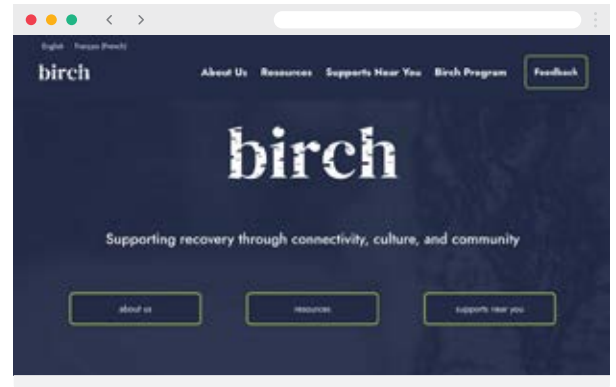 English Français (French)
birch About Us Resources Supports Near You Birch Program Feedback
birch
Supporting recovery through connectivity, culture, and community
about us resources supports near you